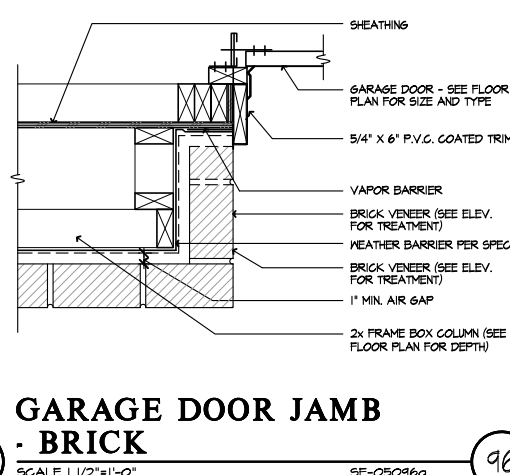 SHEATHING
GARAGE DOOR - SEE FLOOR
PLAN FOR SIZE AND TYPE
5/4" X 6" P.V.C. COATED TRIM
VAPOR BARRIER
BRICK VENEER (SEE ELEV.
FOR TREATMENT)
WEATHER BARRIER PER SPEC
BRICK VENEER (SEE ELEV.
FOR TREATMENT)
1" MIN. AIR GAP
2x FRAME BOX COLUMN (SEE
FLOOR PLAN FOR DEPTH)
GARAGE DOOR JAMB
- BRICK
SCALE 1 1/2"=1'-0"
96